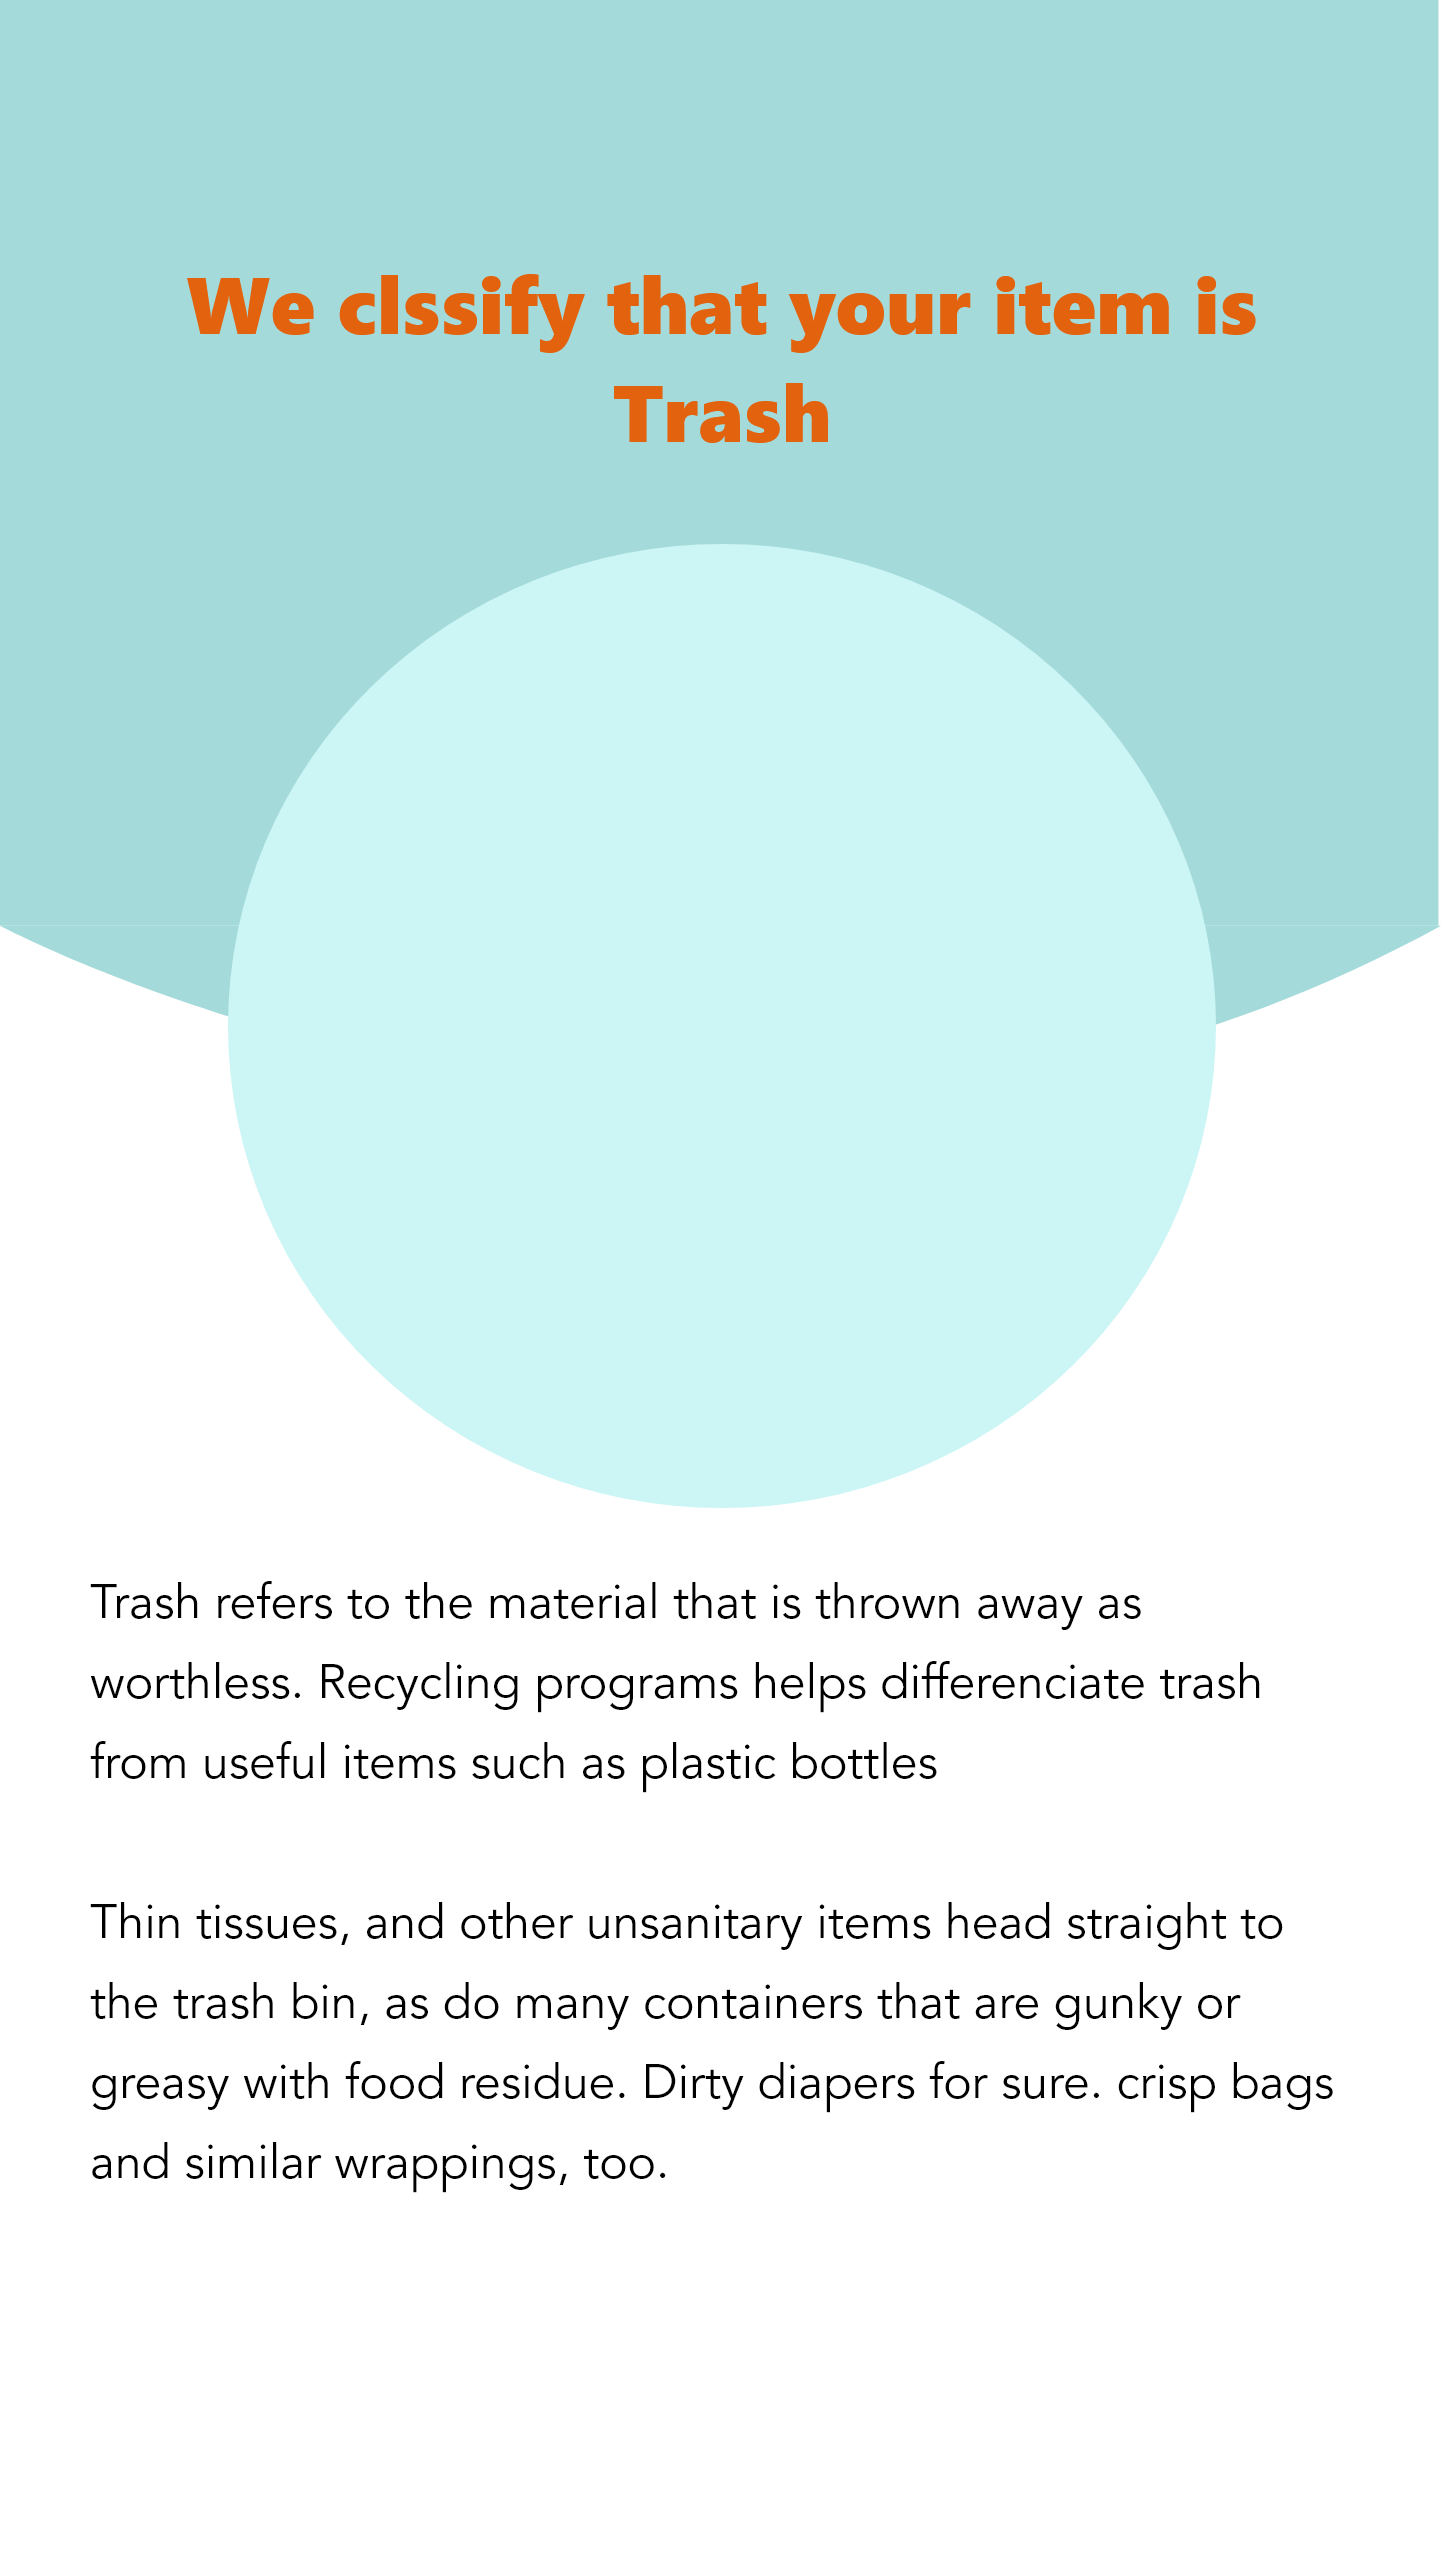 We clssify that your item is
Trash
Trash refers to the material that is thrown away as
worthless. Recycling programs helps differenciate trash
from useful items such as plastic bottles
Thin tissues, and other unsanitary items head straight to
the trash bin, as do many containers that are gunky or
greasy with food residue. Dirty diapers for sure. crisp bags
and similar wrappings, too.